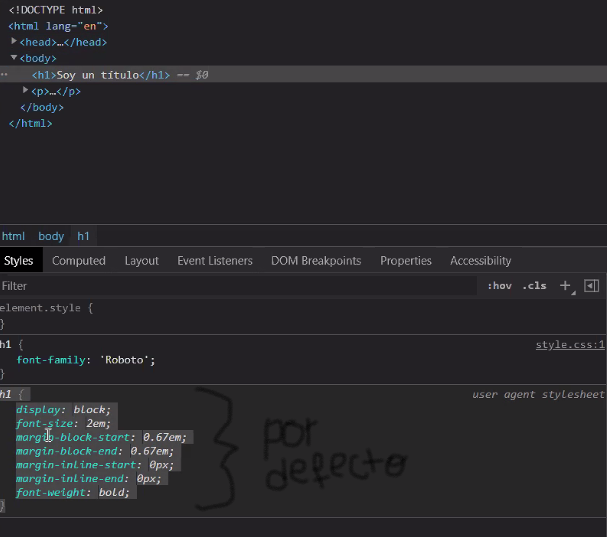 <!DOCTYPE html>
<html lang="en">
<head>…</head>
<body>
<h1>Soy un título</h1> == $0
<p>…</p>
</body>
</html>
html body h1
Styles Computed Layout Event Listeners DOM Breakpoints Properties Accessibility
Filter :hov .cls +
element.style {
}
h1 { style.css:1
font-family: 'Roboto';
}
h1 { user agent stylesheet
display: block;
font-size: 2em;
margin-block-start: 0.67em;
margin-block-end: 0.67em;
margin-inline-start: 0px;
margin-inline-end: 0px;
font-weight: bold;
}
por
defecto